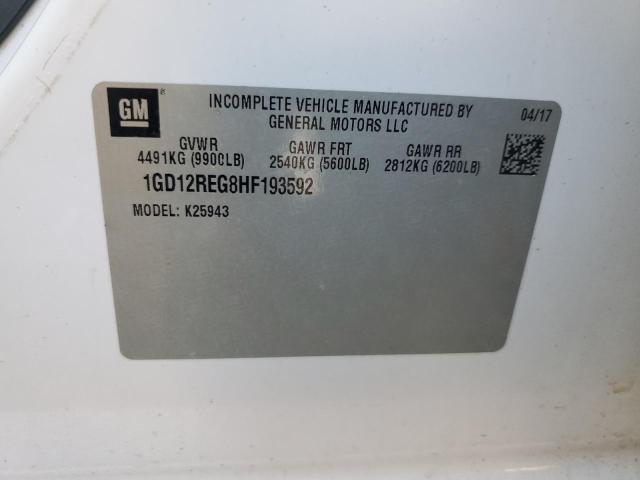 GM
®
INCOMPLETE VEHICLE MANUFACTURED BY
GENERAL MOTORS LLC
04/17
GVWR GAWR FRT GAWR RR
4491KG (9900LB) 2540KG (5600LB) 2812KG (6200LB)
1GD12REG8HF193592
MODEL: K25943